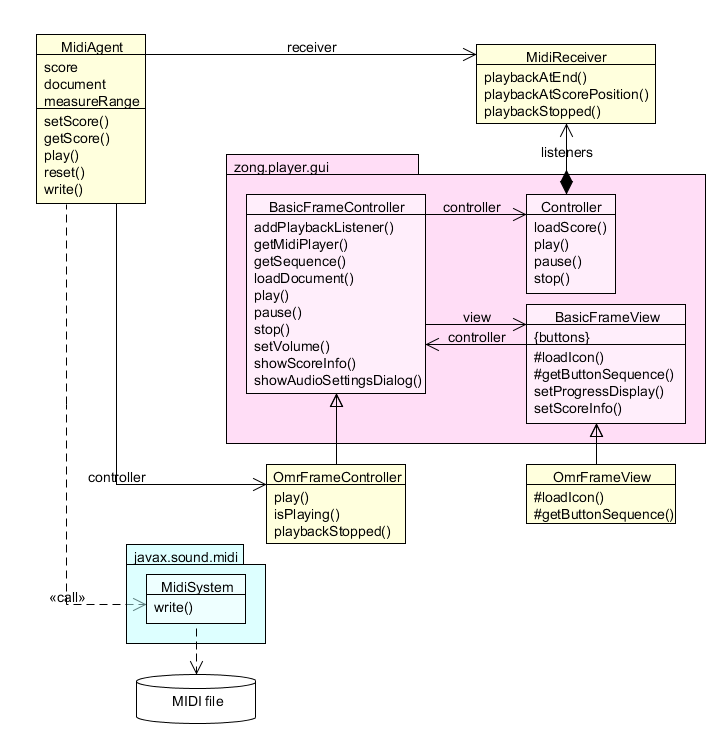 MidiAgent
score
document
measureRange
setScore()
getScore()
play()
reset()
write()
receiver
MidiReceiver
playbackAtEnd()
playbackAtScorePosition()
playbackStopped()
listeners
zong.player.gui
BasicFrameController
addPlaybackListener()
getMidiPlayer()
getSequence()
loadDocument()
play()
pause()
stop()
setVolume()
showScoreInfo()
showAudioSettingsDialog()
controller
Controller
loadScore()
play()
pause()
stop()
view
controller
BasicFrameView
{buttons}
#loadIcon()
#getButtonSequence()
setProgressDisplay()
setScoreInfo()
controller
OmrFrameController
play()
isPlaying()
playbackStopped()
OmrFrameView
#loadIcon()
#getButtonSequence()
javax.sound.midi
MidiSystem
write()
«call»
MIDI file